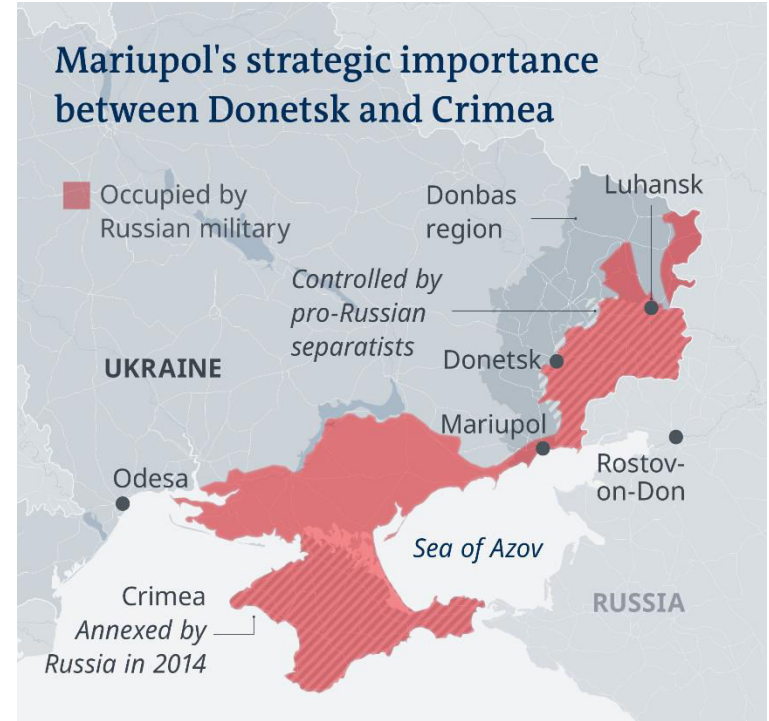 Mariupol's strategic importance
between Donetsk and Crimea
Occupied by
Russian military
Donbas
region
Luhansk
Controlled by
pro-Russian
separatists
UKRAINE
Donetsk
Mariupol
Odesa
Rostov-
on-Don
Sea of Azov
Crimea
Annexed by
Russia in 2014
RUSSIA